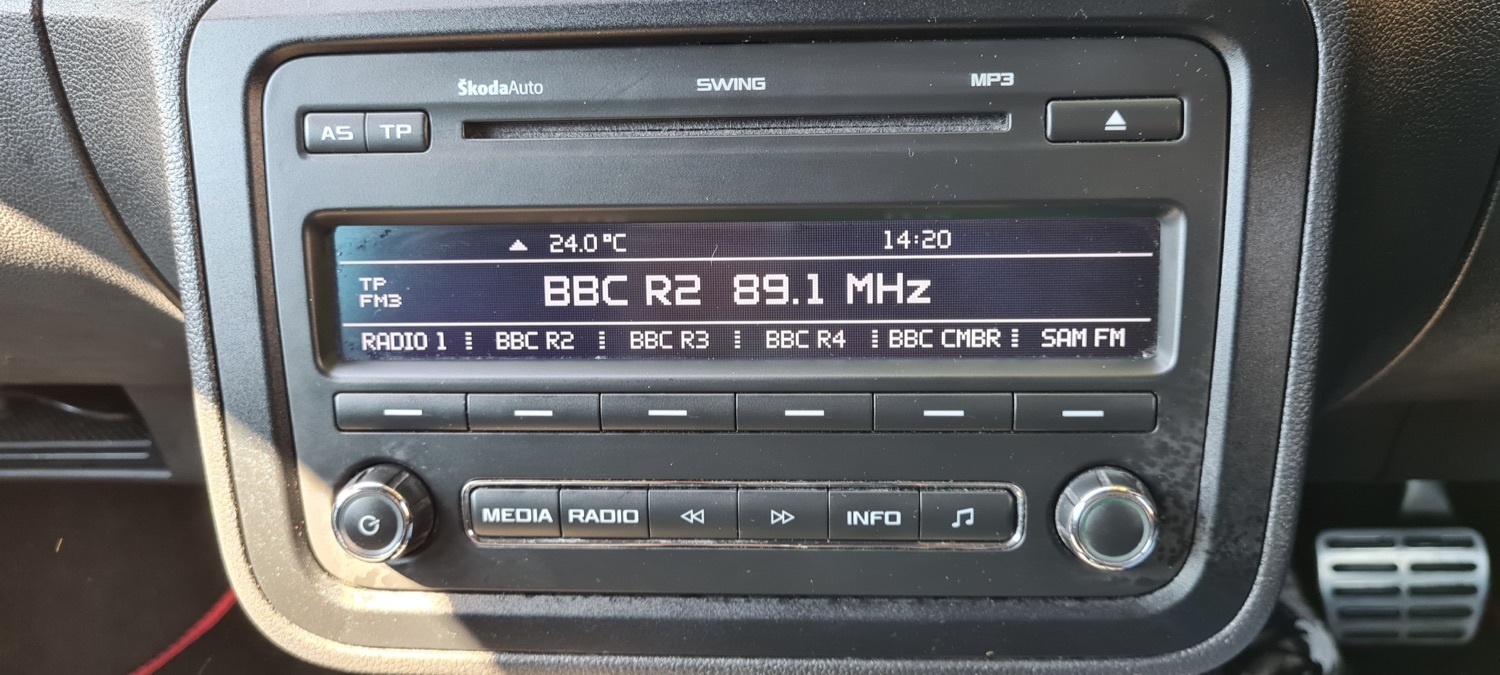 ŠkodaAuto SWING MP3
AS TP
24.0°C 14:20
TP
FM3
BBC R2 89.1 MHz
RADIO 1 BBC R2 BBC R3 BBC R4 BBC CMBR SAM FM
MEDIA RADIO INFO